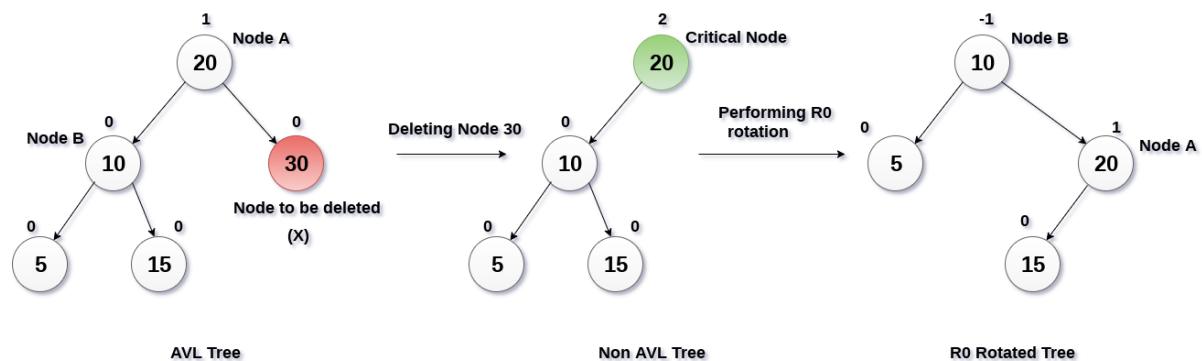 1
Node A
20
0
0
Node B
10
30
Node to be deleted
(X)
0
0
5
15
AVL Tree
Deleting Node 30
2
Critical Node
20
0
10
0
0
5
15
Non AVL Tree
Performing R0
rotation
-1
Node B
10
0
1
5
20
Node A
0
15
R0 Rotated Tree